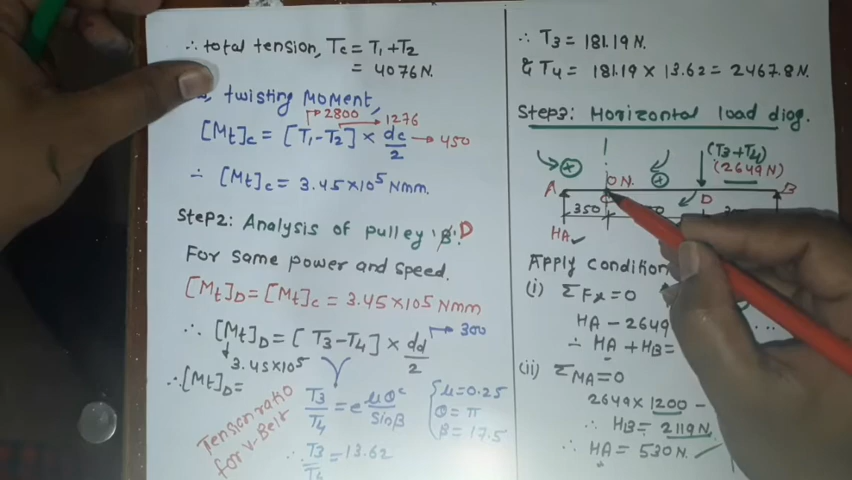 ∴ total tension, Tc = T1+T2
= 4076 N.
twisting MOMENT,
2800
1276
[Mt]c = [T1-T2] × dc/2 → 450
∴ [Mt]c = 3.45×10⁵ Nmm.
Step2: Analysis of pulley 'B' D
For same power and speed.
[Mt]D = [Mt]c = 3.45×10⁵ Nmm
∴ [Mt]D = [T3-T4] × dd/2 → 300
3.45×10⁵
∴ [Mt]D =
Tension ratio
for V-Belt
T3/T4 = e μθ/sinβ
μ=0.25
θ = π
β = 17.5
∴ T3/T4 = 13.62
∴ T3 = 181.19 N.
& T4 = 181.19 × 13.62 = 2467.8 N
Step3: Horizontal load diag.
(T3+T4)
(2649 N)
0 N.
A
B
D
350
HA
Apply condition
(i) ΣFx = 0
HA - 2649
∴ HA + HB =
(ii) ΣMA = 0
2649 × 1200 -
∴ HB = 2119 N
∴ HA = 530 N.